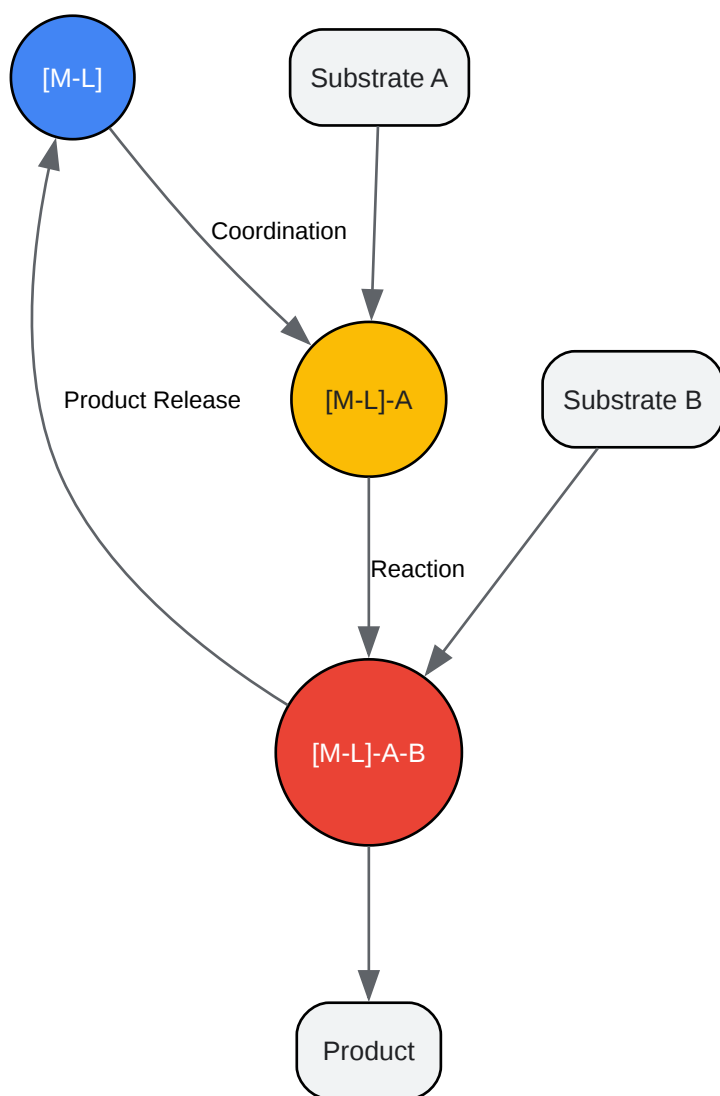 [M-L]
Substrate A
Coordination
[M-L]-A
Substrate B
Product Release
Reaction
[M-L]-A-B
Product